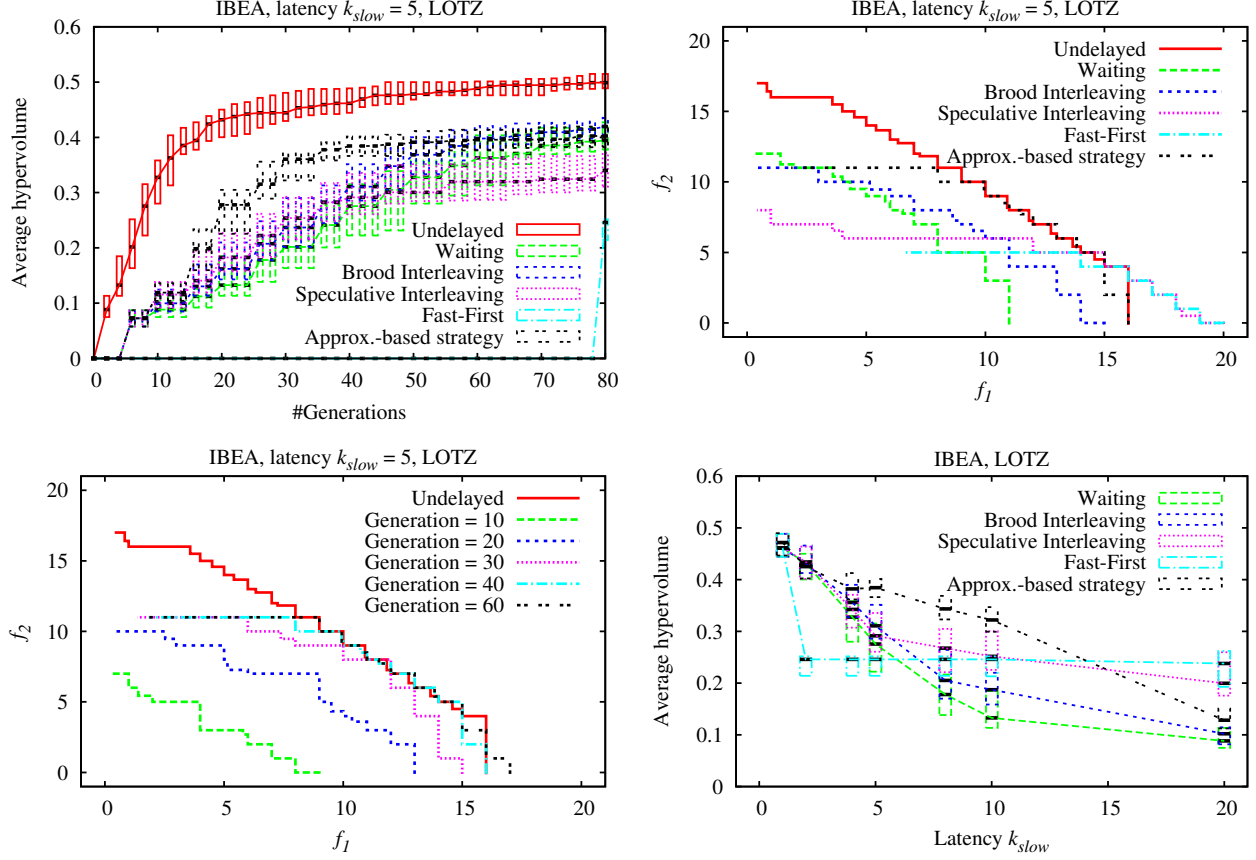 IBEA, latency k_slow = 5, LOTZ
Average hypervolume
0.6
0.5
0.4
0.3
0.2
0.1
0
Undelayed
Waiting
Brood Interleaving
Speculative Interleaving
Fast-First
Approx.-based strategy
0 10 20 30 40 50 60 70 80
#Generations
IBEA, latency k_slow = 5, LOTZ
f_2
20
15
10
5
0
Undelayed
Waiting
Brood Interleaving
Speculative Interleaving
Fast-First
Approx.-based strategy
0 5 10 15 20
f_1
IBEA, latency k_slow = 5, LOTZ
f_2
20
15
10
5
0
Undelayed
Generation = 10
Generation = 20
Generation = 30
Generation = 40
Generation = 60
0 5 10 15 20
f_1
IBEA, LOTZ
Average hypervolume
0.6
0.5
0.4
0.3
0.2
0.1
0
Waiting
Brood Interleaving
Speculative Interleaving
Fast-First
Approx.-based strategy
0 5 10 15 20
Latency k_slow